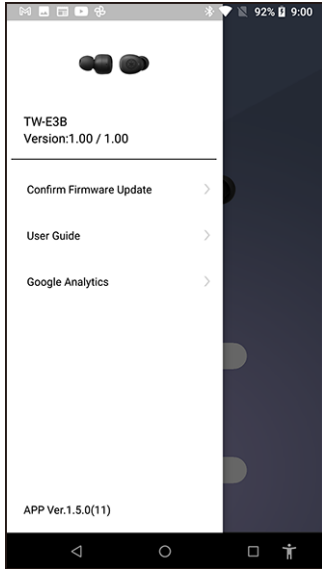 92% 9:00
TW-E3B
Version:1.00 / 1.00
Confirm Firmware Update
User Guide
Google Analytics
APP Ver.1.5.0(11)